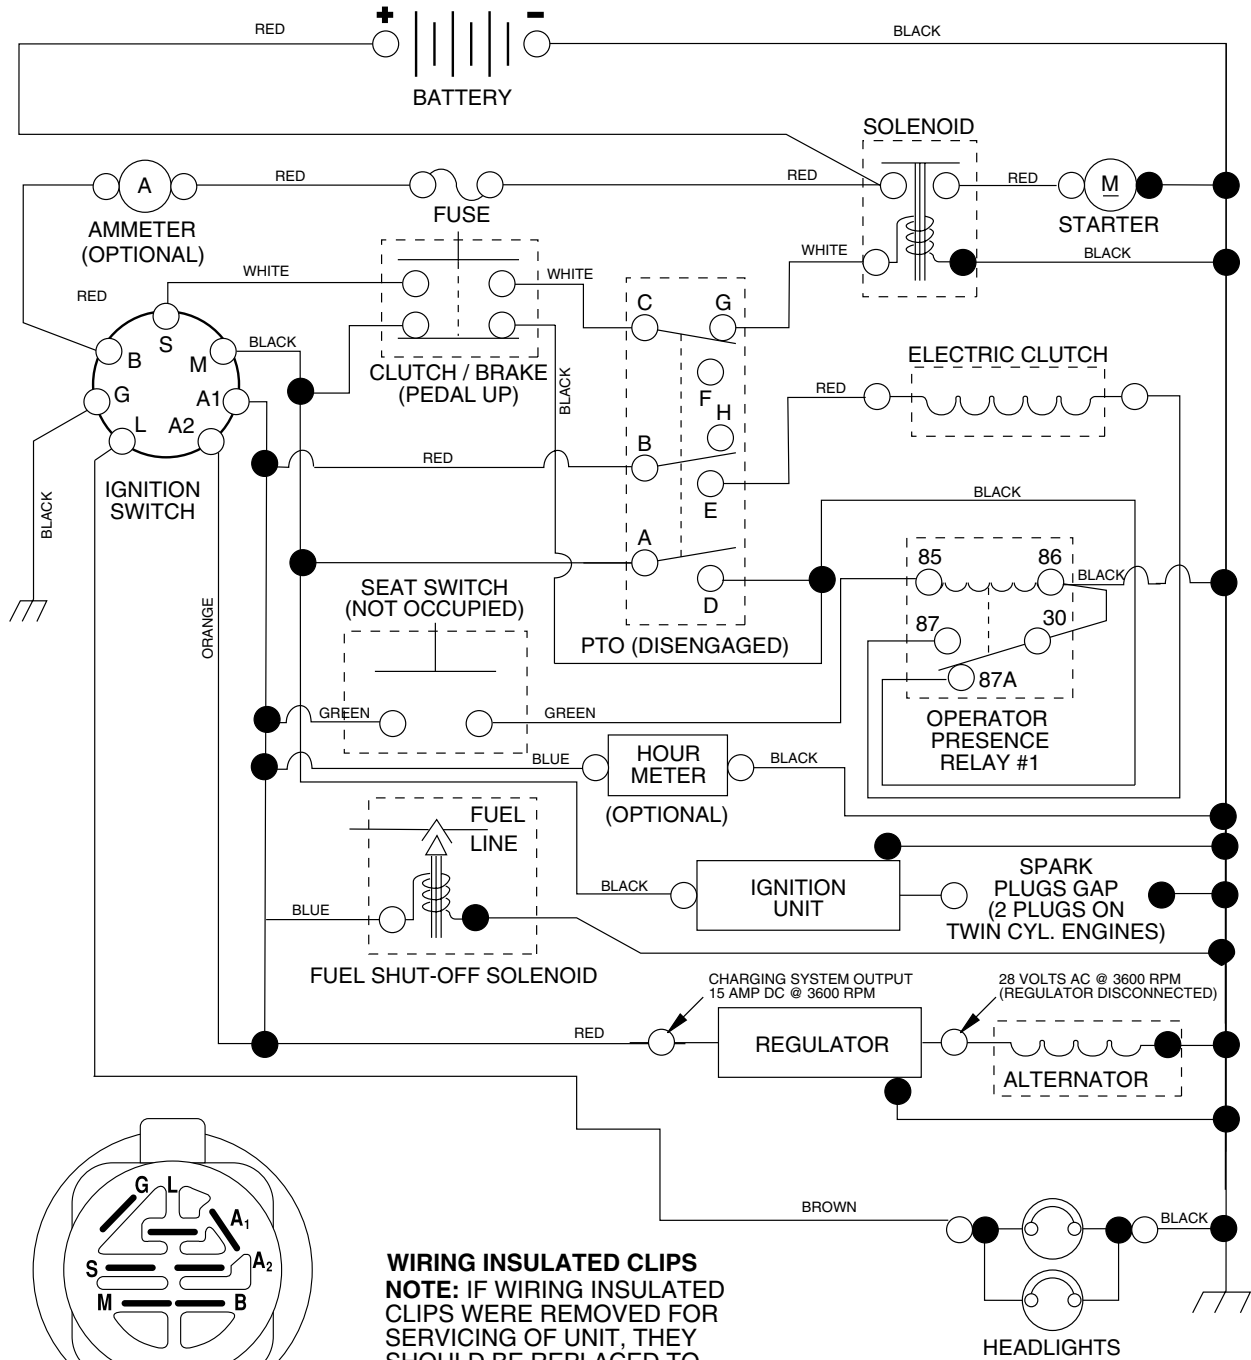 + -
RED
BLACK
BATTERY
SOLENOID
A
RED
RED
RED
M
FUSE
STARTER
AMMETER
(OPTIONAL)
WHITE
BLACK
WHITE
WHITE
RED
C G
S
BLACK
B M
ELECTRIC CLUTCH
CLUTCH / BRAKE
(PEDAL UP)
BLACK
F
RED
G A1
H
L A2
B
RED
IGNITION
SWITCH
E
BLACK
BLACK
A
85 86
SEAT SWITCH
(NOT OCCUPIED)
BLACK
D
ORANGE
87 30
PTO (DISENGAGED)
87A
GREEN
GREEN
OPERATOR
PRESENCE
RELAY #1
BLUE
HOUR
METER
BLACK
(OPTIONAL)
FUEL
LINE
SPARK
PLUGS GAP
(2 PLUGS ON
TWIN CYL. ENGINES)
BLACK
IGNITION
UNIT
BLUE
FUEL SHUT-OFF SOLENOID
CHARGING SYSTEM OUTPUT
15 AMP DC @ 3600 RPM
28 VOLTS AC @ 3600 RPM
(REGULATOR DISCONNECTED)
RED
REGULATOR
ALTERNATOR
G L
A1
S A2
M B
BROWN
BLACK
WIRING INSULATED CLIPS
NOTE: IF WIRING INSULATED
CLIPS WERE REMOVED FOR
SERVICING OF UNIT, THEY
SHOULD BE REPLACED TO
HEADLIGHTS